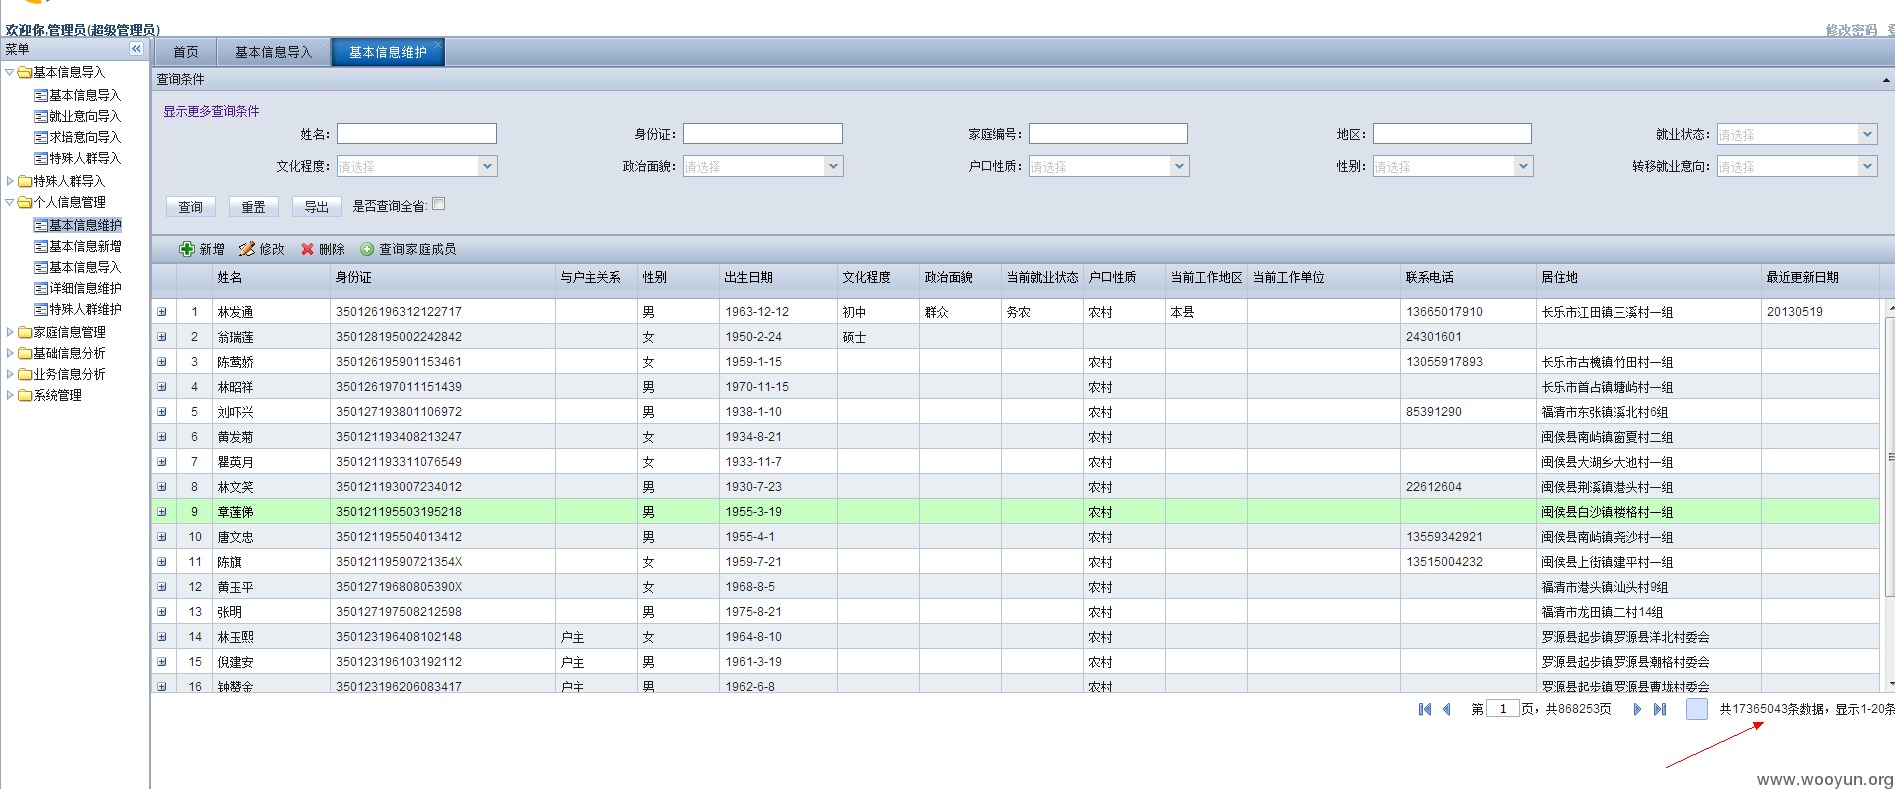 欢迎你,管理员(超级管理员)
修改密码
菜单
首页 基本信息导入 基本信息维护
基本信息导入
基本信息导入
就业意向导入
求培意向导入
特殊人群导入
特殊人群导入
个人信息管理
基本信息维护
基本信息新增
基本信息导入
详细信息维护
特殊人群维护
家庭信息管理
基础信息分析
业务信息分析
系统管理
查询条件
显示更多查询条件
姓名: 身份证: 家庭编号: 地区: 就业状态: 请选择
文化程度: 请选择 政治面貌: 请选择 户口性质: 请选择 性别: 请选择 转移就业意向: 请选择
查询 重置 导出 是否查询全省:
新增 修改 删除 查询家庭成员
姓名 身份证 与户主关系 性别 出生日期 文化程度 政治面貌 当前就业状态 户口性质 当前工作地区 当前工作单位 联系电话 居住地 最近更新日期
1 林发通 350126196312122717 男 1963-12-12 初中 群众 务农 农村 本县 13665017910 长乐市江田镇三溪村一组 20130519
2 翁瑞莲 350128195002242842 女 1950-2-24 硕士 24301601
3 陈莺娇 350126195901153461 女 1959-1-15 农村 13055917893 长乐市古槐镇竹田村一组
4 林昭祥 350126197011151439 男 1970-11-15 农村 长乐市首占镇塘屿村一组
5 刘吓兴 350127193801106972 男 1938-1-10 农村 85391290 福清市东张镇溪北村6组
6 黄发菊 350121193408213247 女 1934-8-21 农村 闽侯县南屿镇窗夏村二组
7 瞿英月 350121193311076549 女 1933-11-7 农村 闽侯县大湖乡大池村一组
8 林文笑 350121193007234012 男 1930-7-23 农村 22612604 闽侯县荆溪镇港头村一组
9 章莲俤 350121195503195218 男 1955-3-19 农村 闽侯县白沙镇楼格村一组
10 唐文忠 350121195504013412 男 1955-4-1 农村 13559342921 闽侯县南屿镇尧沙村一组
11 陈旗 35012119590721354X 女 1959-7-21 农村 13515004232 闽侯县上街镇建平村一组
12 黄玉平 35012719680805390X 女 1968-8-5 农村 福清市港头镇汕头村9组
13 张明 350127197508212598 男 1975-8-21 农村 福清市龙田镇二村14组
14 林玉熙 350123196408102148 户主 女 1964-8-10 农村 罗源县起步镇罗源县洋北村委会
15 倪建安 350123196103192112 户主 男 1961-3-19 农村 罗源县起步镇罗源县潮格村委会
16 钟赞金 350123196206083417 户主 男 1962-6-8 农村 罗源县起步镇罗源县曹垅村委会
第 1 页，共868253页 共17365043条数据，显示1-20条
www.wooyun.org